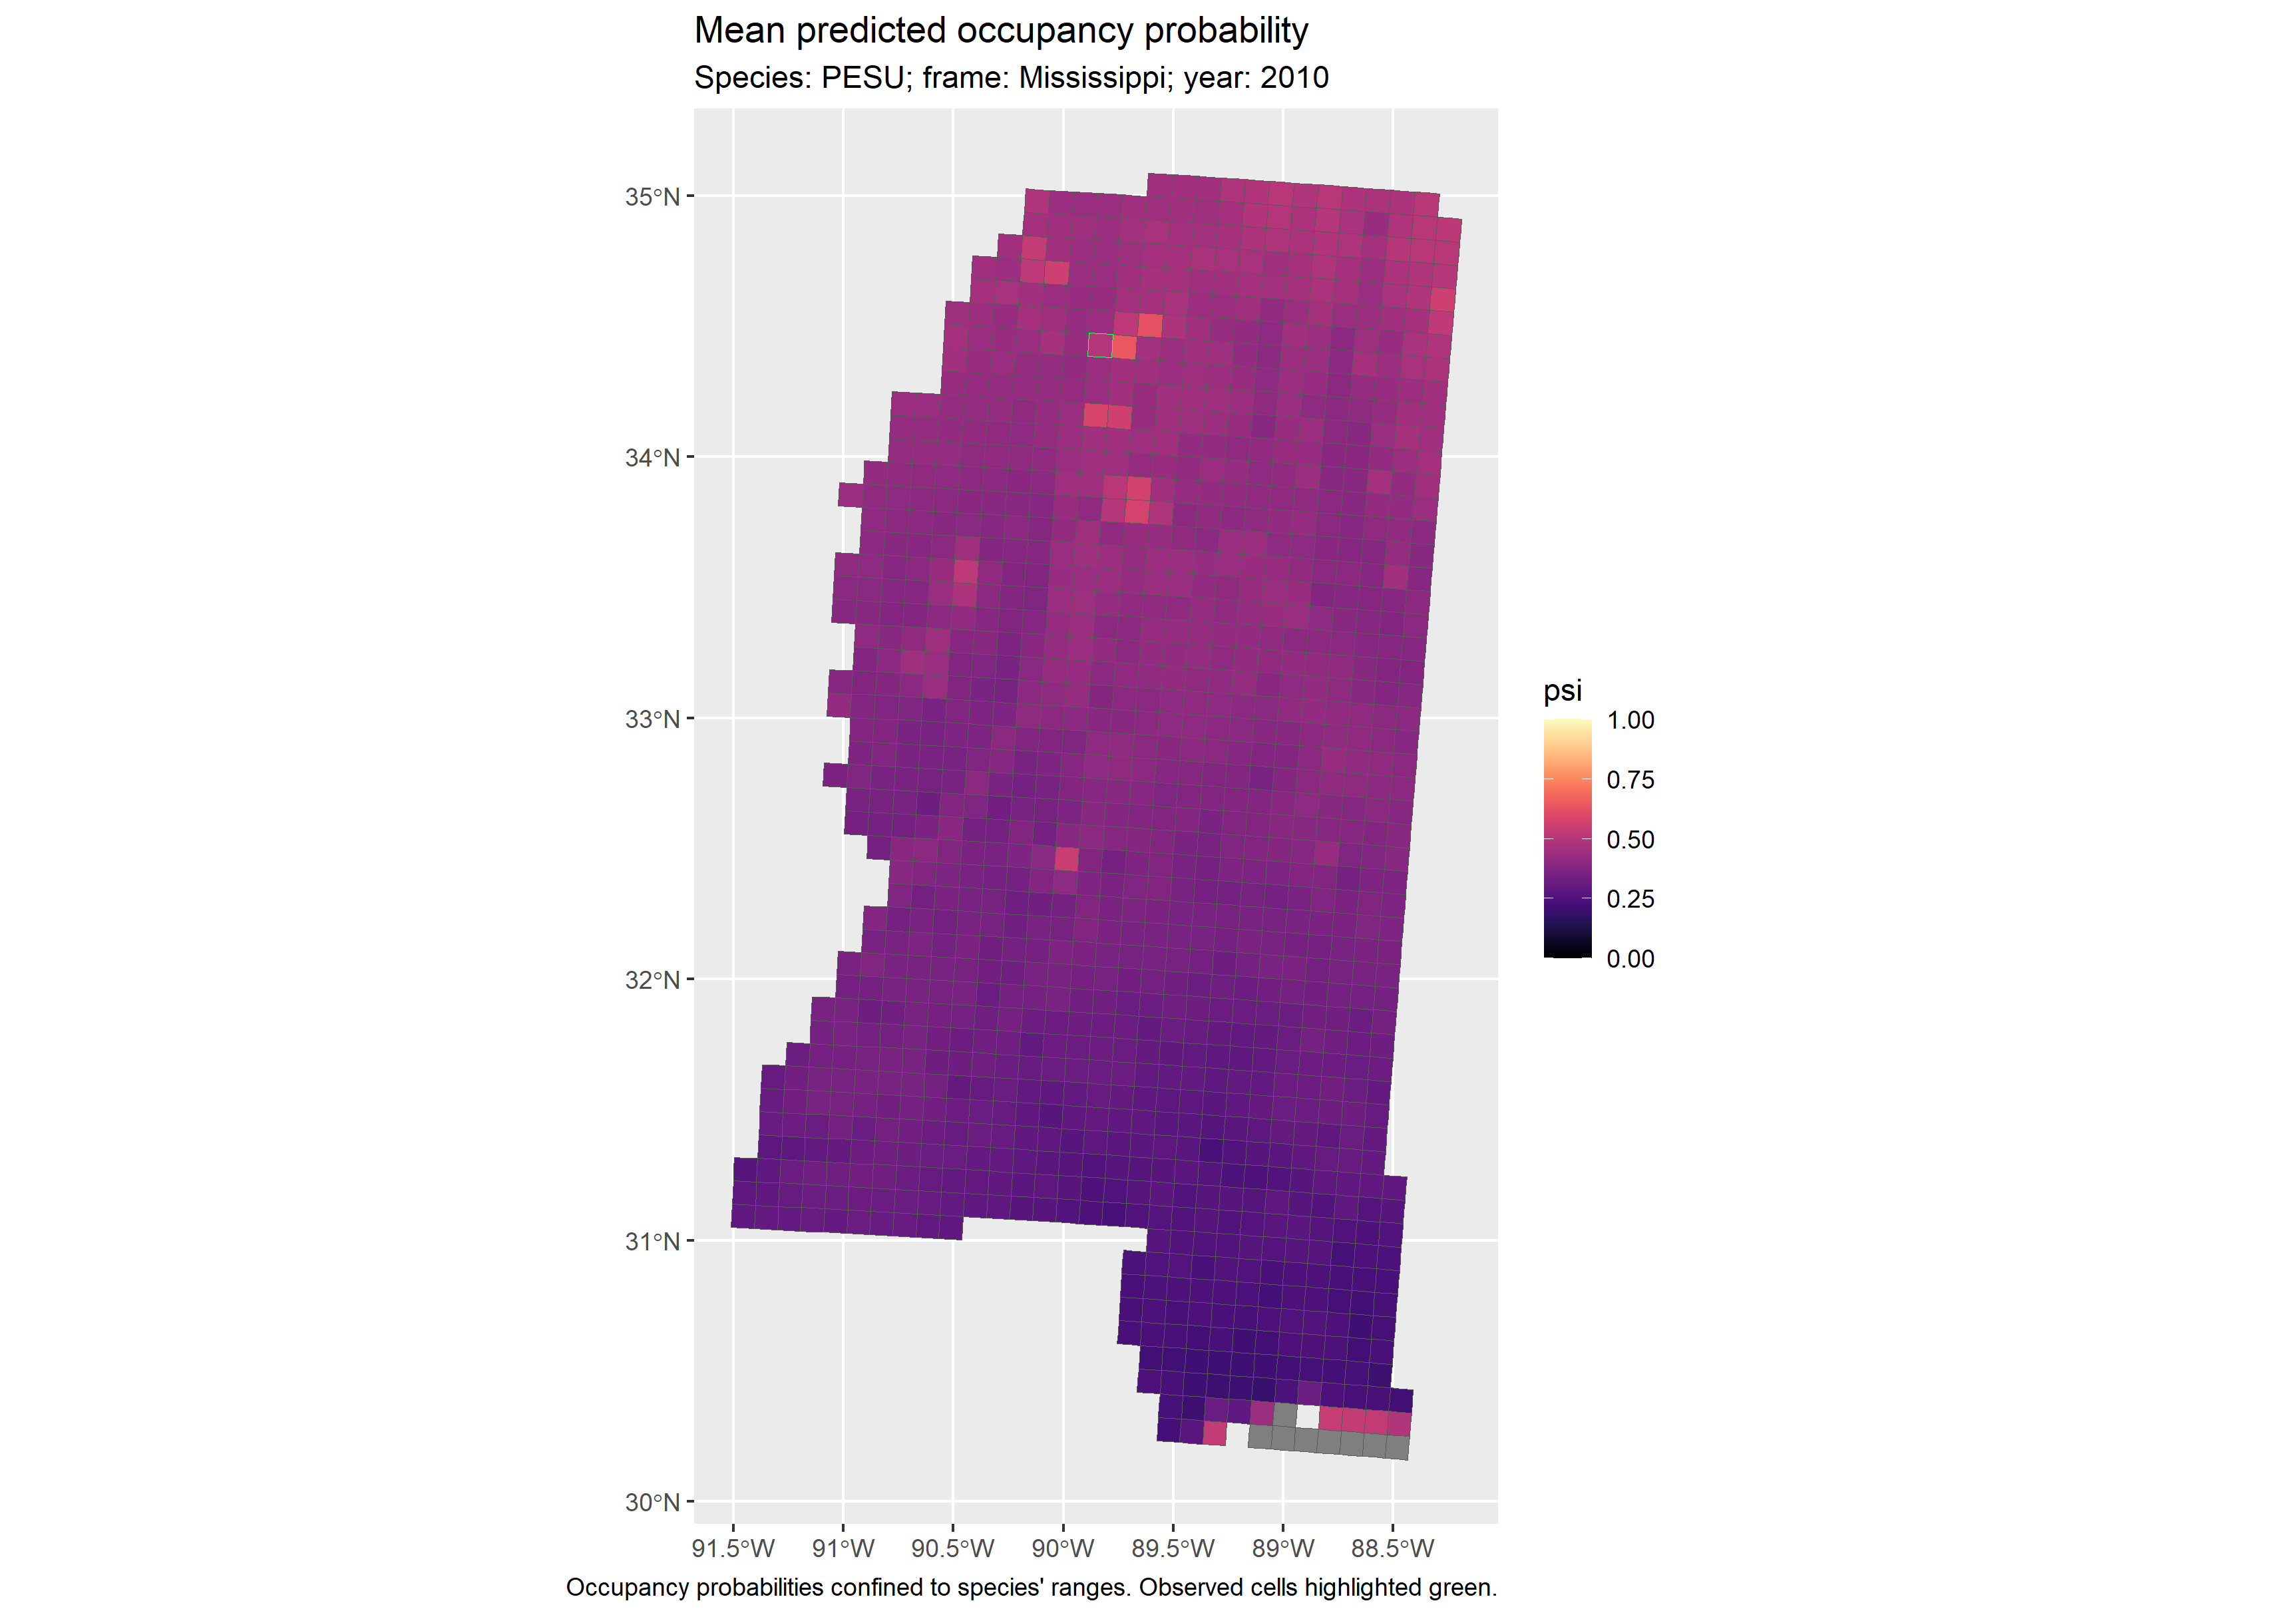 Mean predicted occupancy probability
Species: PESU; frame: Mississippi; year: 2010
35°N
34°N
33°N
32°N
31°N
30°N
91.5°W 91°W 90.5°W 90°W 89.5°W 89°W 88.5°W
psi
1.00
0.75
0.50
0.25
0.00
Occupancy probabilities confined to species' ranges. Observed cells highlighted green.